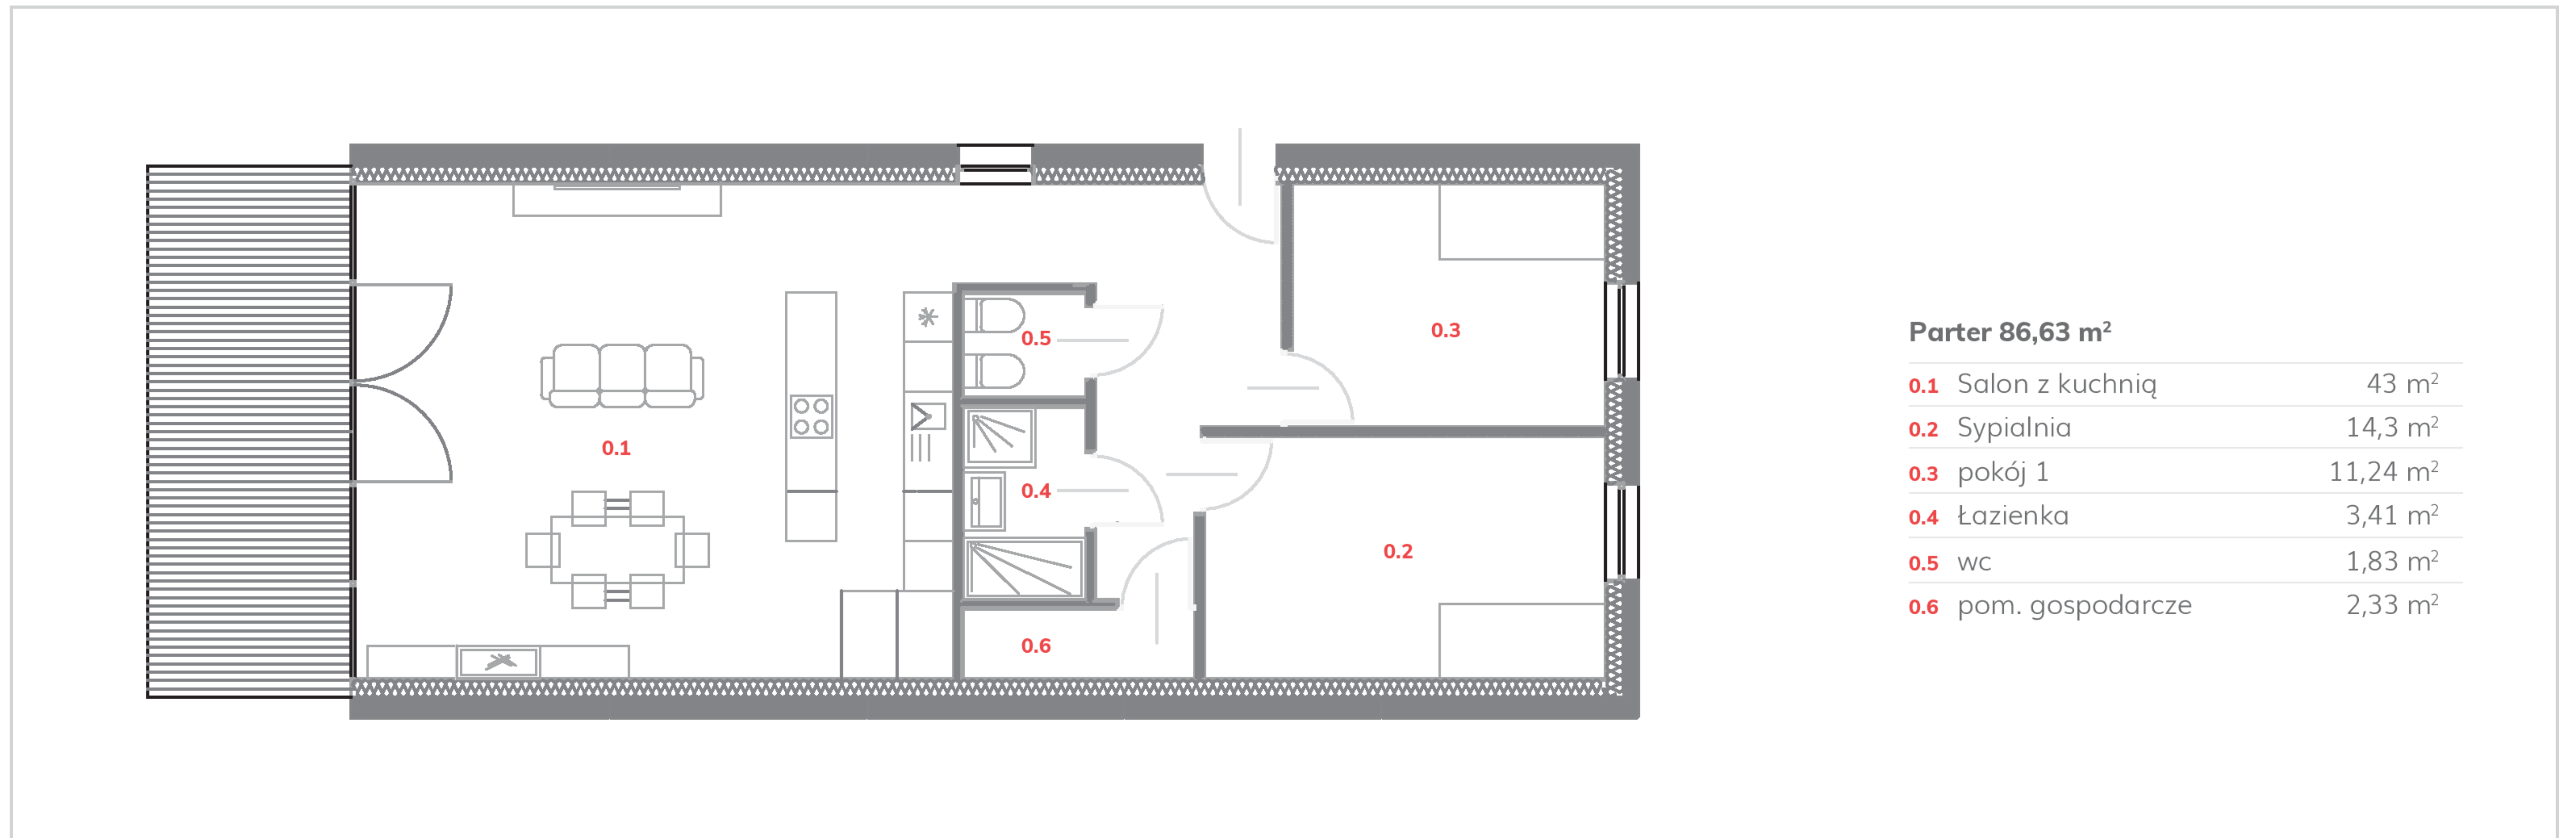 0.5
0.3
0.1
0.4
0.2
0.6
Parter 86,63 m²
0.1 Salon z kuchnią 43 m²
0.2 Sypialnia 14,3 m²
0.3 pokój 1 11,24 m²
0.4 Łazienka 3,41 m²
0.5 wc 1,83 m²
0.6 pom. gospodarcze 2,33 m²